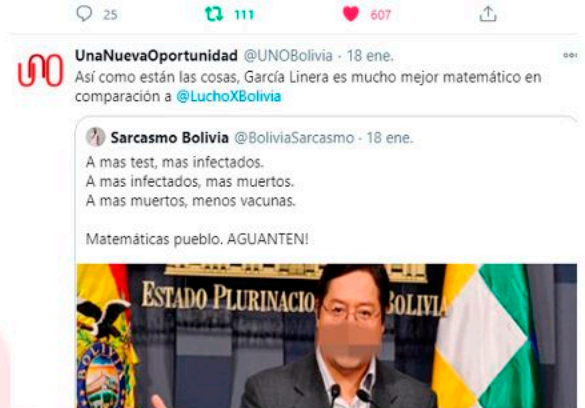 25 111 607
UNO
UnaNuevaOportunidad @UNOBolivia · 18 ene.
Así como están las cosas, García Linera es mucho mejor matemático en
comparación a @LuchoXBolivia
Sarcasmo Bolivia @BoliviaSarcasmo · 18 ene.
A mas test, mas infectados.
A mas infectados, mas muertos.
A mas muertos, menos vacunas.
Matemáticas pueblo. AGUANTEN!
ESTADO PLURINACIO BOLIVIA
BOLIVIA